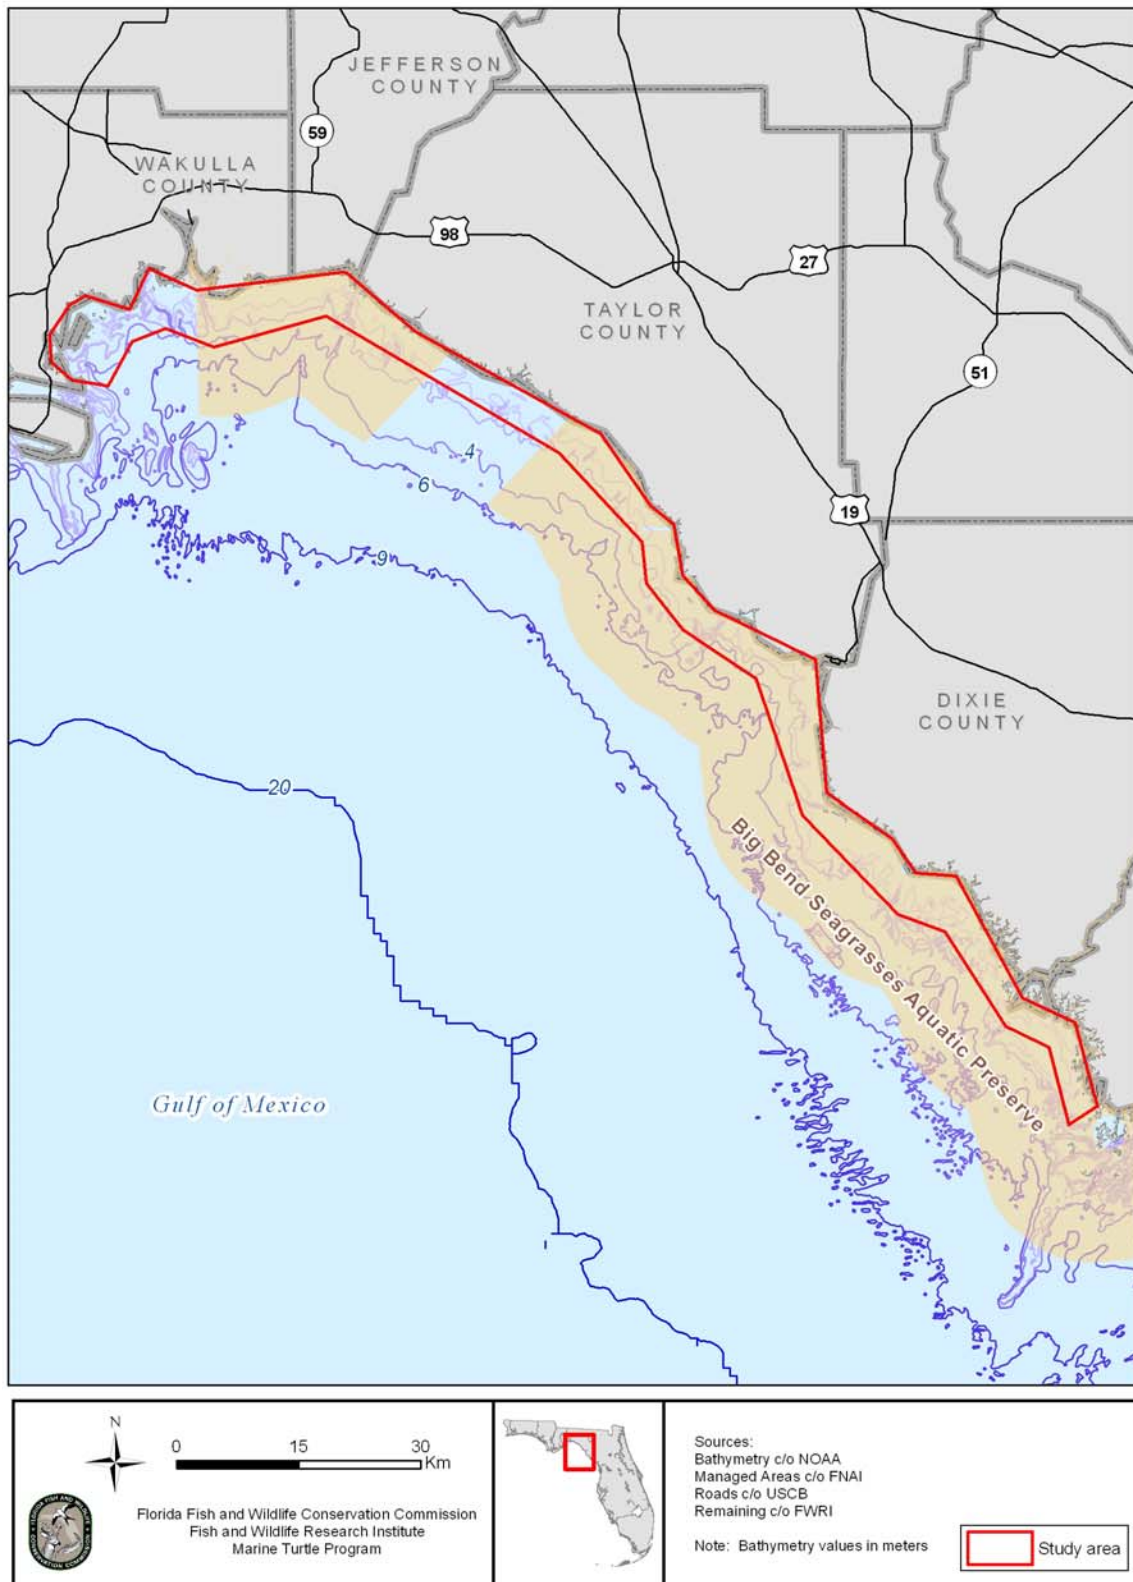 JEFFERSON
COUNTY
59
WAKULLA
COUNTY
98
27
TAYLOR
COUNTY
51
4
6
19
9
DIXIE
COUNTY
20
Big Bend Seagrasses Aquatic Preserve
Gulf of Mexico
N
0 15 30
Km
Florida Fish and Wildlife Conservation Commission
Fish and Wildlife Research Institute
Marine Turtle Program
Sources:
Bathymetry c/o NOAA
Managed Areas c/o FNAI
Roads c/o USCB
Remaining c/o FWRI
Note: Bathymetry values in meters
Study area